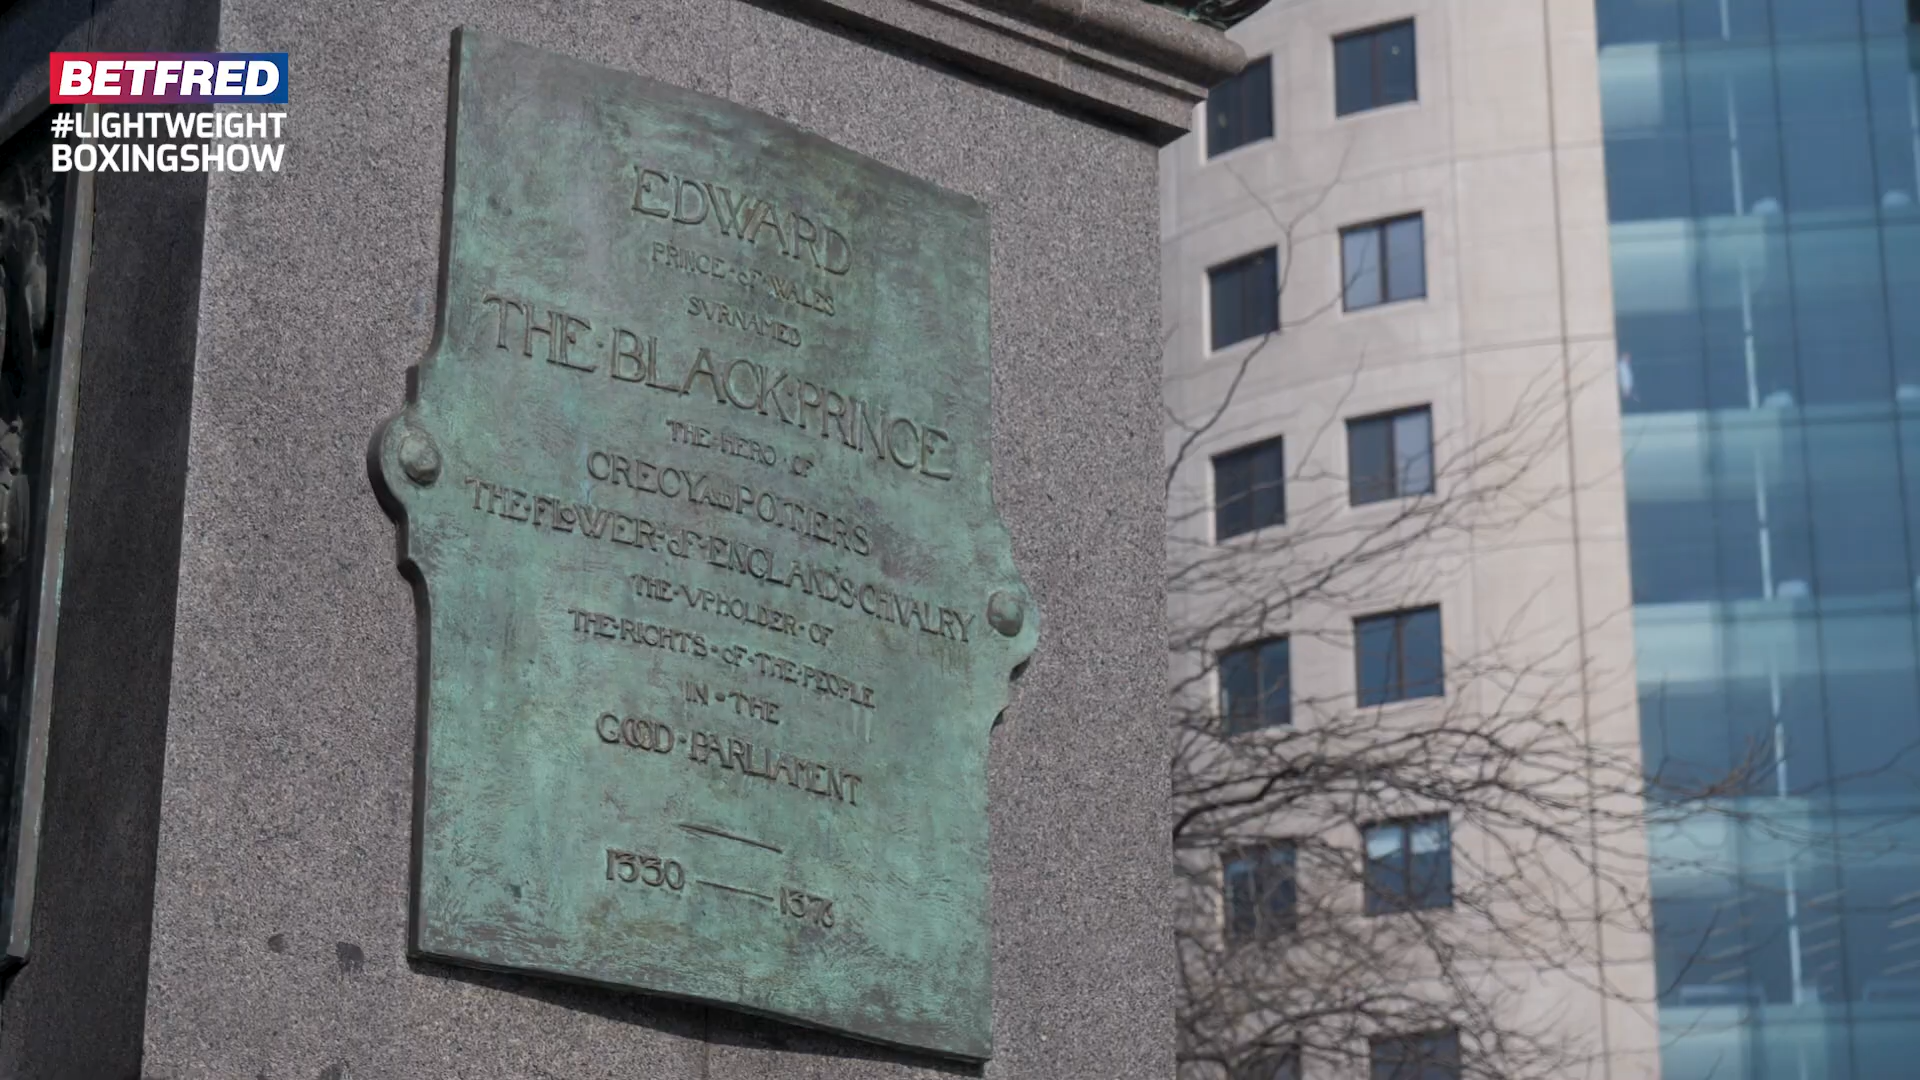 BETFRED
#LIGHTWEIGHT
BOXINGSHOW
EDWARD
PRINCE·OF·WALES
SVRNAMED
THE·BLACK·PRINCE
THE·HERO·OF
CRECY AND POITIERS
THE·FLOWER·OF·ENGLAND'S·CHIVALRY
THE·VPHOLDER·OF
THE·RIGHTS·OF·THE·PEOPLE
IN·THE
GOOD·PARLIAMENT
1330 — 1376